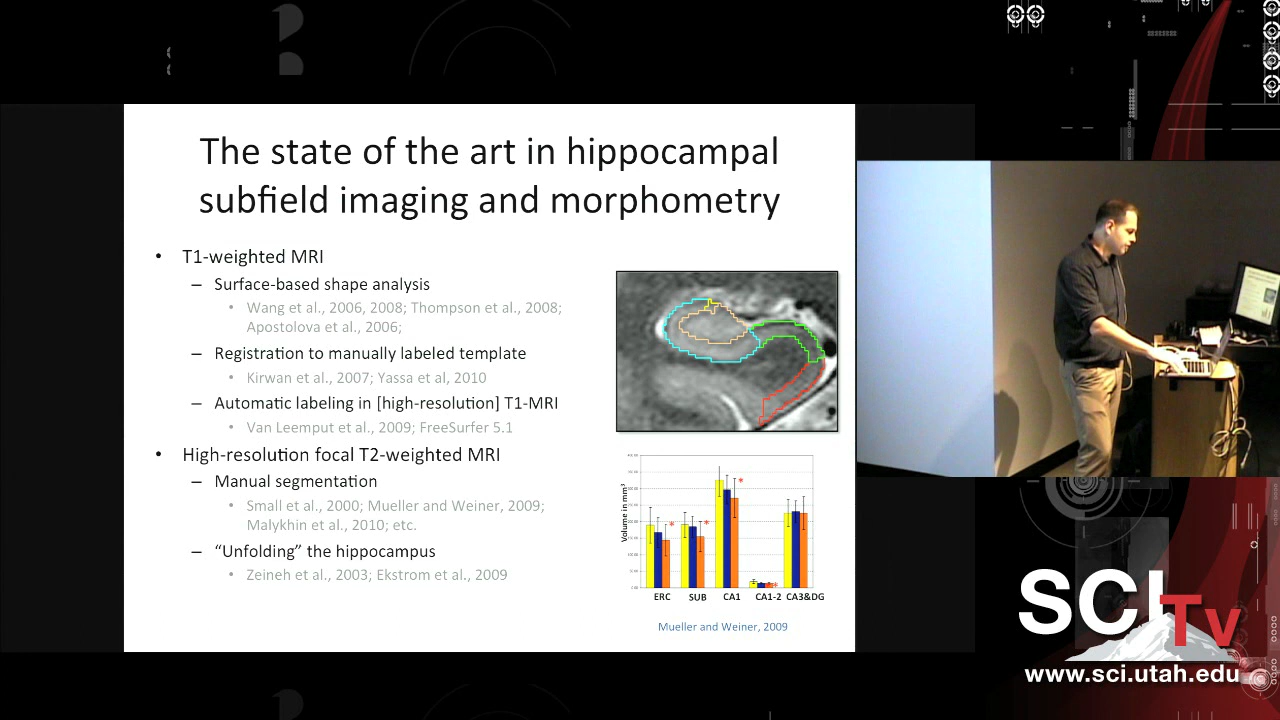 The state of the art in hippocampal
subfield imaging and morphometry
• T1-weighted MRI
– Surface-based shape analysis
• Wang et al., 2006, 2008; Thompson et al., 2008;
Apostolova et al., 2006;
– Registration to manually labeled template
• Kirwan et al., 2007; Yassa et al, 2010
– Automatic labeling in [high-resolution] T1-MRI
• Van Leemput et al., 2009; FreeSurfer 5.1
• High-resolution focal T2-weighted MRI
– Manual segmentation
• Small et al., 2000; Mueller and Weiner, 2009;
Malykhin et al., 2010; etc.
– “Unfolding” the hippocampus
• Zeineh et al., 2003; Ekstrom et al., 2009
Volume in mm³
ERC SUB CA1 CA1-2 CA3&DG
Mueller and Weiner, 2009
SCI
Tv
www.sci.utah.edu